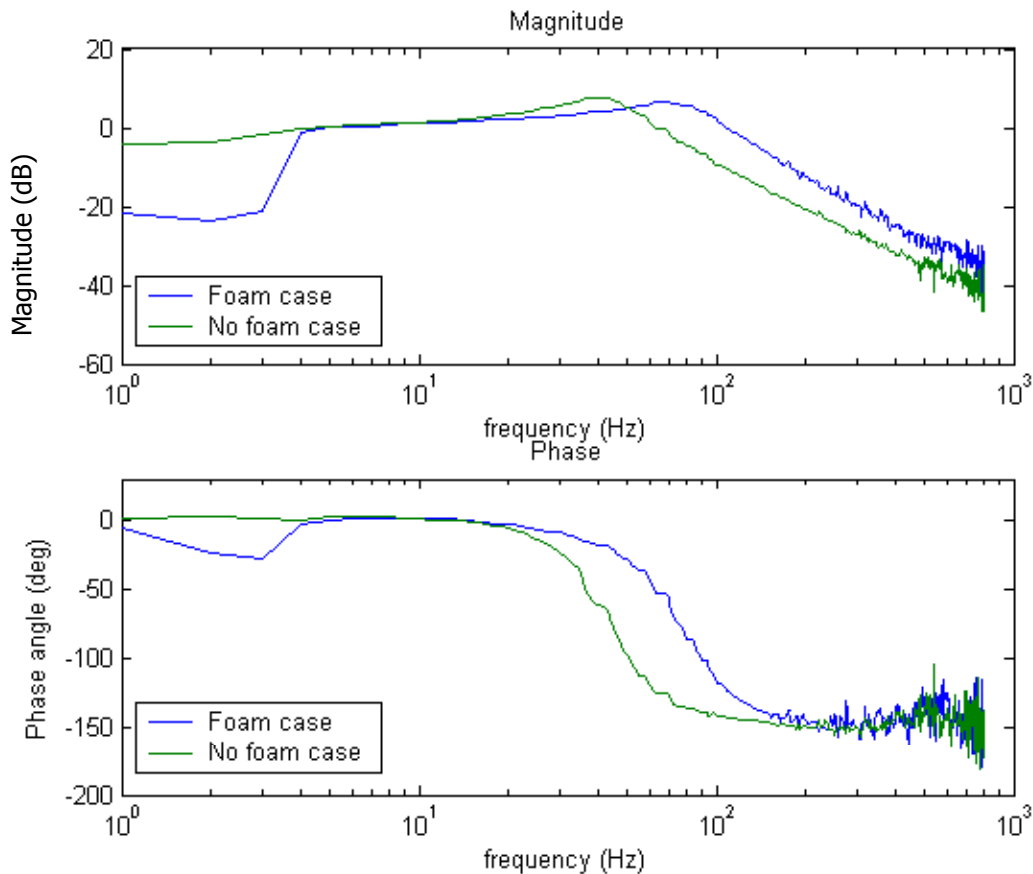 Magnitude
20
0
-20
-40
-60
Magnitude (dB)
Foam case
No foam case
10^0
10^1
10^2
10^3
frequency (Hz)
Phase
0
-50
-100
-150
-200
Phase angle (deg)
Foam case
No foam case
10^0
10^1
10^2
10^3
frequency (Hz)